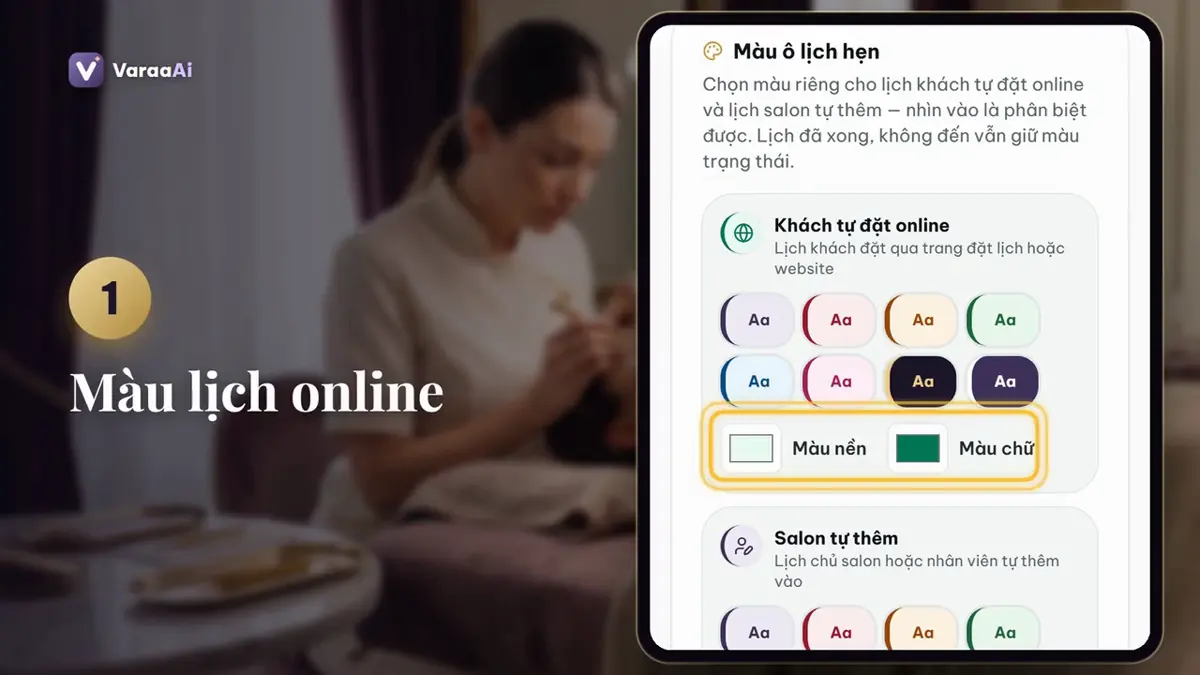 VaraaAi
1
Màu lịch online
Màu ô lịch hẹn
Chọn màu riêng cho lịch khách tự đặt online
và lịch salon tự thêm — nhìn vào là phân biệt
được. Lịch đã xong, không đến vẫn giữ màu
trạng thái.
Khách tự đặt online
Lịch khách đặt qua trang đặt lịch hoặc
website
Aa Aa Aa Aa
Aa Aa Aa Aa
Màu nền Màu chữ
Salon tự thêm
Lịch chủ salon hoặc nhân viên tự thêm
vào
Aa Aa Aa Aa